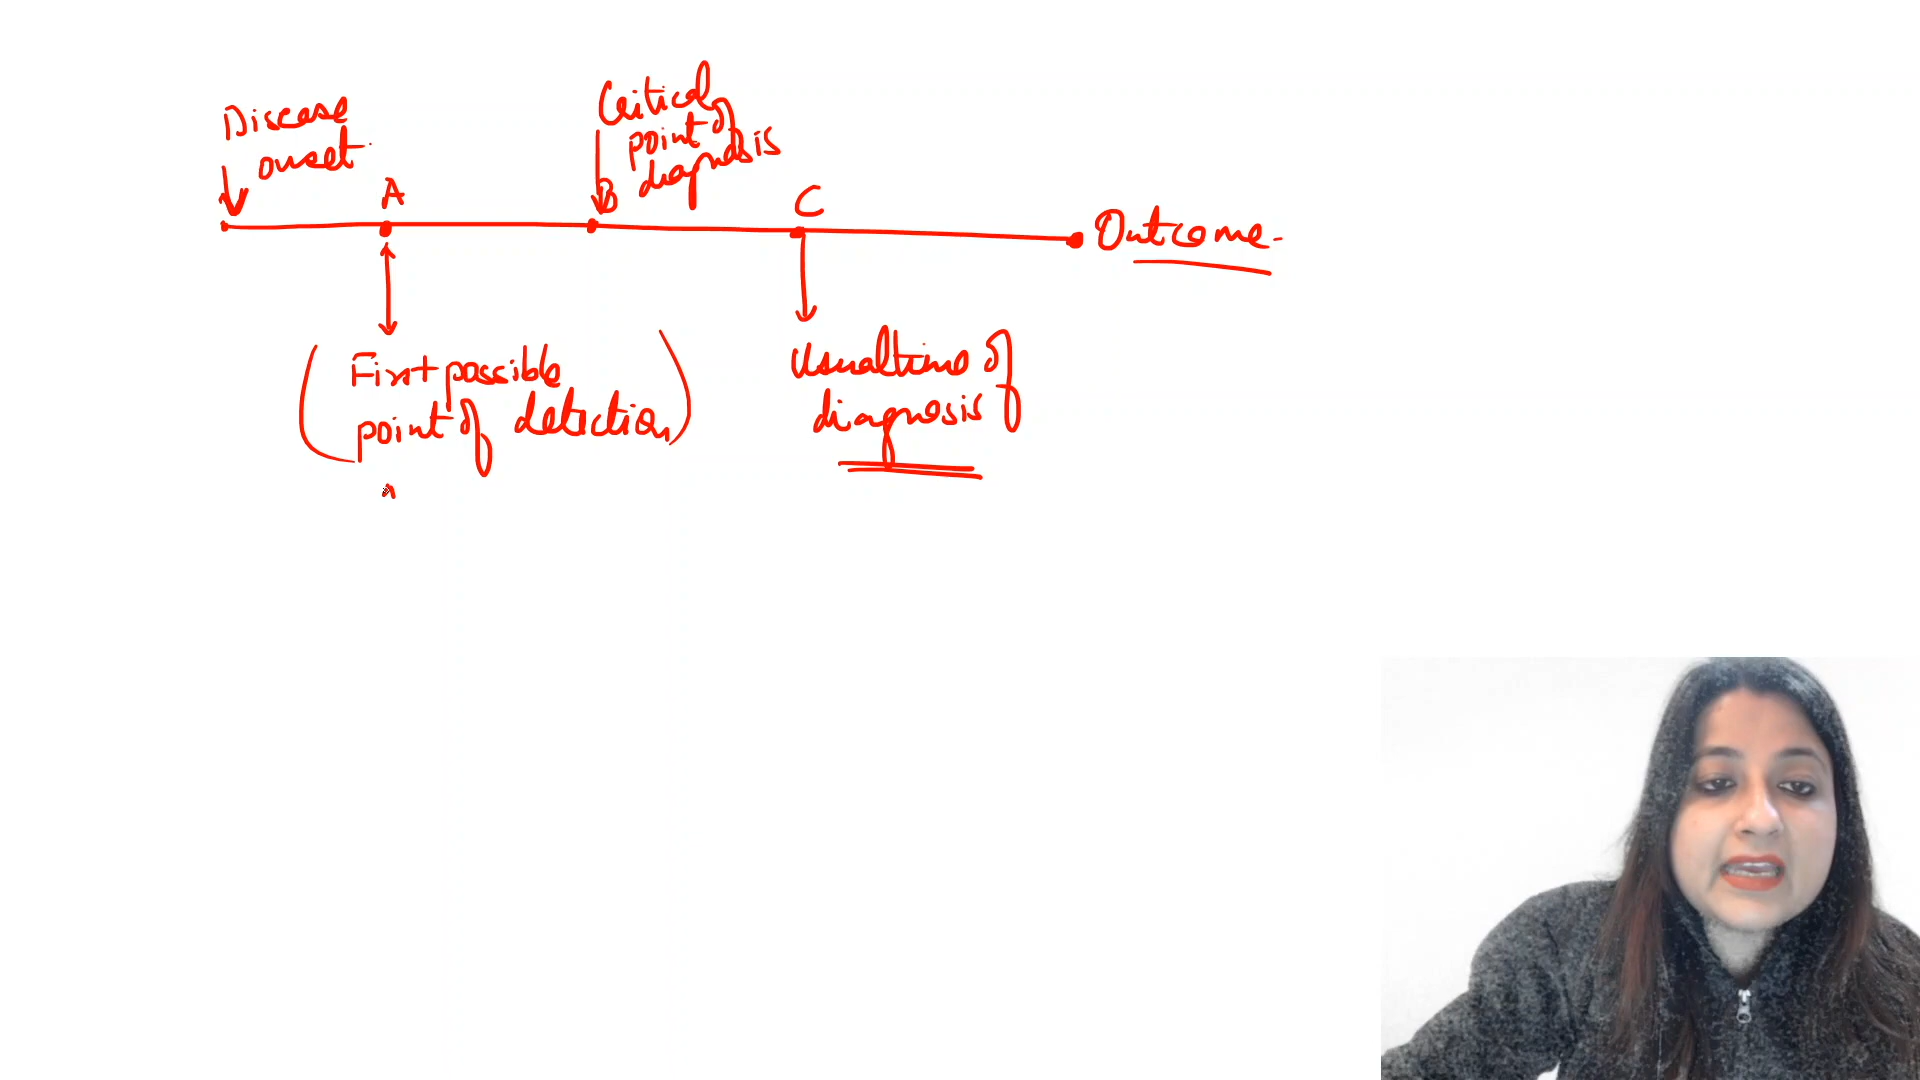 Disease
onset
Critical
point of
diagnosis
A
B
C
Outcome
First possible
point of detection
Usual time of
diagnosis